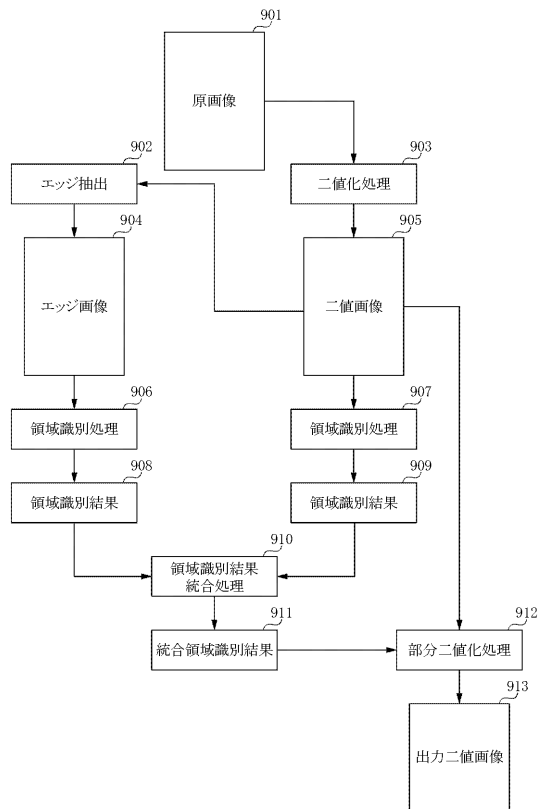 901
原画像
902
エッジ抽出
903
二値化処理
904
エッジ画像
905
二値画像
906
領域識別処理
907
領域識別処理
908
領域識別結果
909
領域識別結果
910
領域識別結果
統合処理
911
統合領域識別結果
912
部分二値化処理
913
出力二値画像